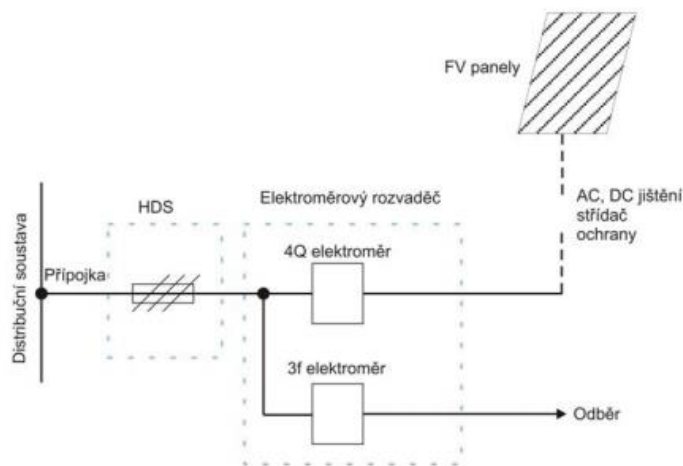 FV panely
AC, DC jištění
střídač
ochrany
Elektroměrový rozvaděč
HDS
4Q elektroměr
Přípojka
Distribuční soustava
3f elektroměr
Odběr